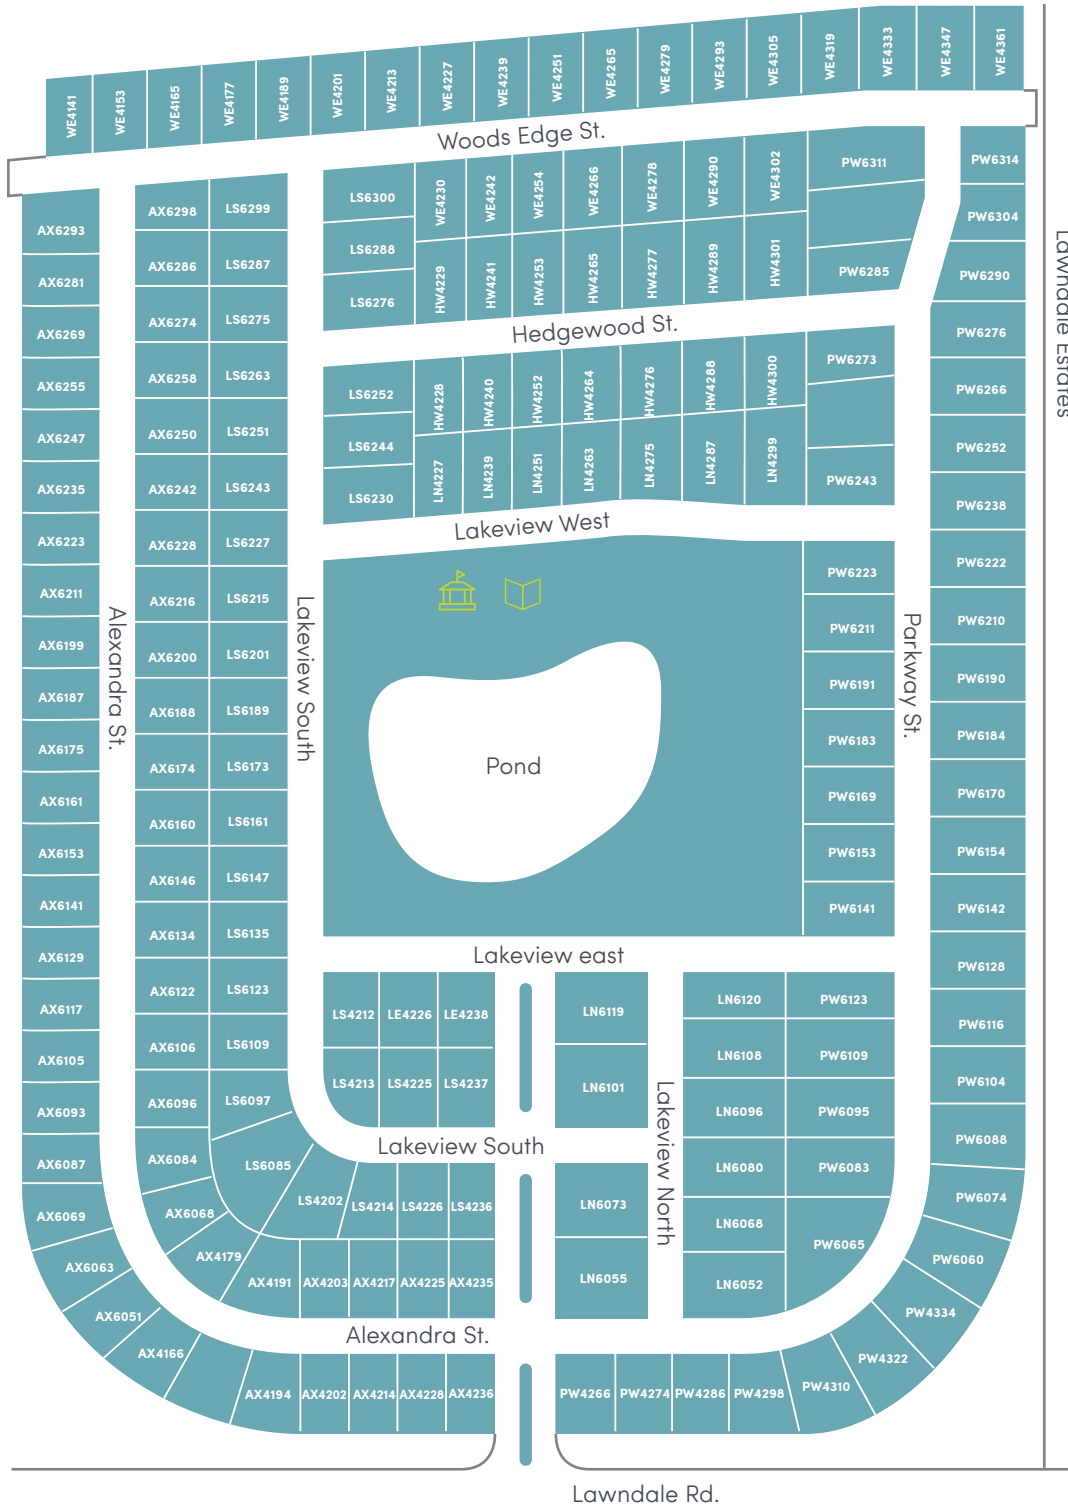 WE4141
WE4153
WE4165
WE4177
WE4189
WE4201
WE4213
WE4227
WE4239
WE4251
WE4265
WE4279
WE4293
WE4305
WE4319
WE4333
WE4347
WE4361
Woods Edge St.
LS6300
LS6288
LS6276
WE4230
WE4242
WE4254
WE4266
WE4278
WE4290
WE4302
PW6311
HW4229
HW4241
HW4253
HW4265
HW4277
HW4289
HW4301
PW6285
Hedgewood St.
LS6252
LS6244
LS6230
HW4228
HW4240
HW4252
HW4264
HW4276
HW4288
HW4300
PW6273
LN4227
LN4239
LN4251
LN4263
LN4275
LN4287
LN4299
PW6243
Lakeview West
AX6293
AX6281
AX6269
AX6255
AX6247
AX6235
AX6223
AX6211
AX6199
AX6187
AX6175
AX6161
AX6153
AX6141
AX6129
AX6117
AX6105
AX6093
AX6087
AX6069
AX6063
AX6051
AX4166
AX4194
AX4202
AX4214
AX4228
AX4236
Alexandra St.
AX6298
AX6286
AX6274
AX6258
AX6250
AX6242
AX6228
AX6216
AX6200
AX6188
AX6174
AX6160
AX6146
AX6134
AX6122
AX6106
AX6096
AX6084
AX6068
AX4179
AX4191
AX4203
AX4217
AX4225
AX4235
LS6299
LS6287
LS6275
LS6263
LS6251
LS6243
LS6227
LS6215
LS6201
LS6189
LS6173
LS6161
LS6147
LS6135
LS6123
LS6109
LS6097
LS6085
LS4202
LS4214
LS4226
LS4236
Lakeview South
Pond
PW6223
PW6211
PW6191
PW6183
PW6169
PW6153
PW6141
Parkway St.
Lakeview east
LS4212
LE4226
LE4238
LS4213
LS4225
LS4237
Lakeview South
LN6119
LN6101
LN6073
LN6055
Lakeview North
LN6120
LN6108
LN6096
LN6080
LN6068
LN6052
PW6123
PW6109
PW6095
PW6083
PW6065
Alexandra St.
PW6314
PW6304
PW6290
PW6276
PW6266
PW6252
PW6238
PW6222
PW6210
PW6190
PW6184
PW6170
PW6154
PW6142
PW6128
PW6116
PW6104
PW6088
PW6074
PW6060
PW4334
PW4322
PW4310
PW4298
PW4286
PW4274
PW4266
Lawndale Estates
Lawndale Rd.